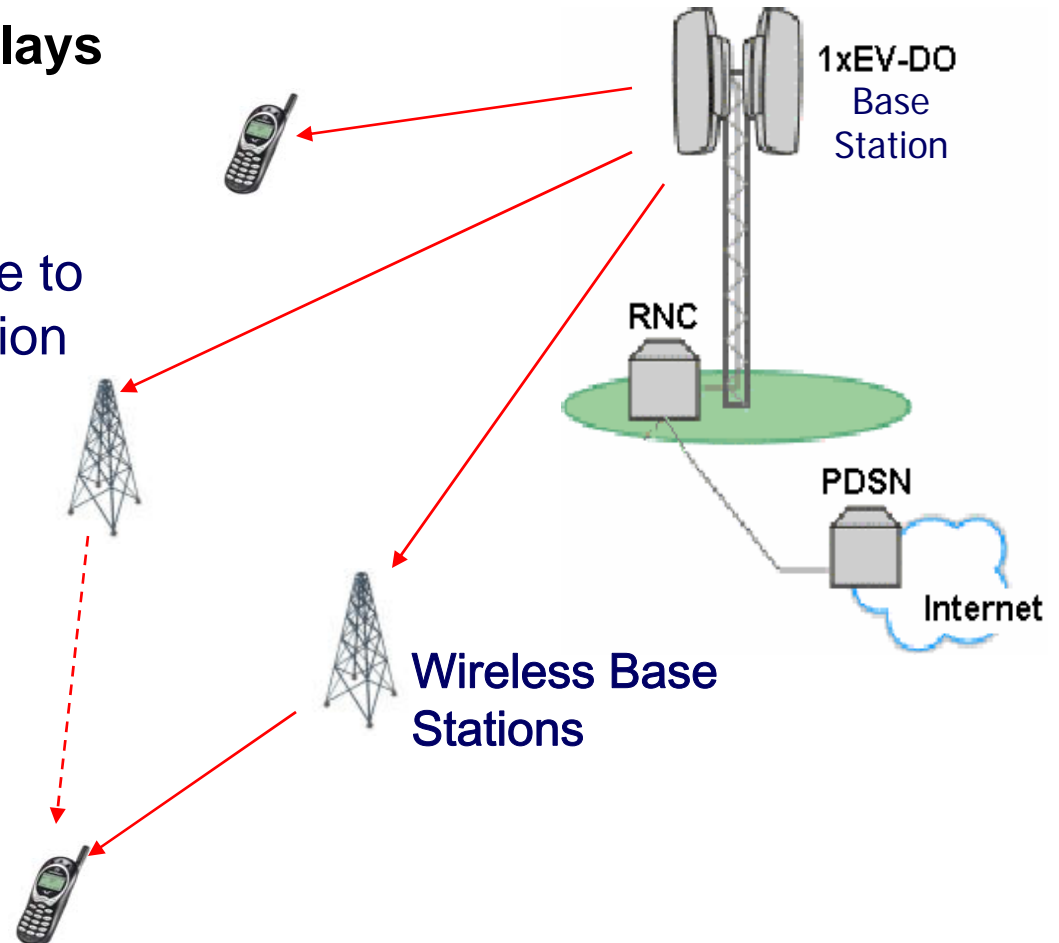 lays
1xEV-DO
Base
Station
e to
ion
RNC
PDSN
Internet
Wireless Base
Stations